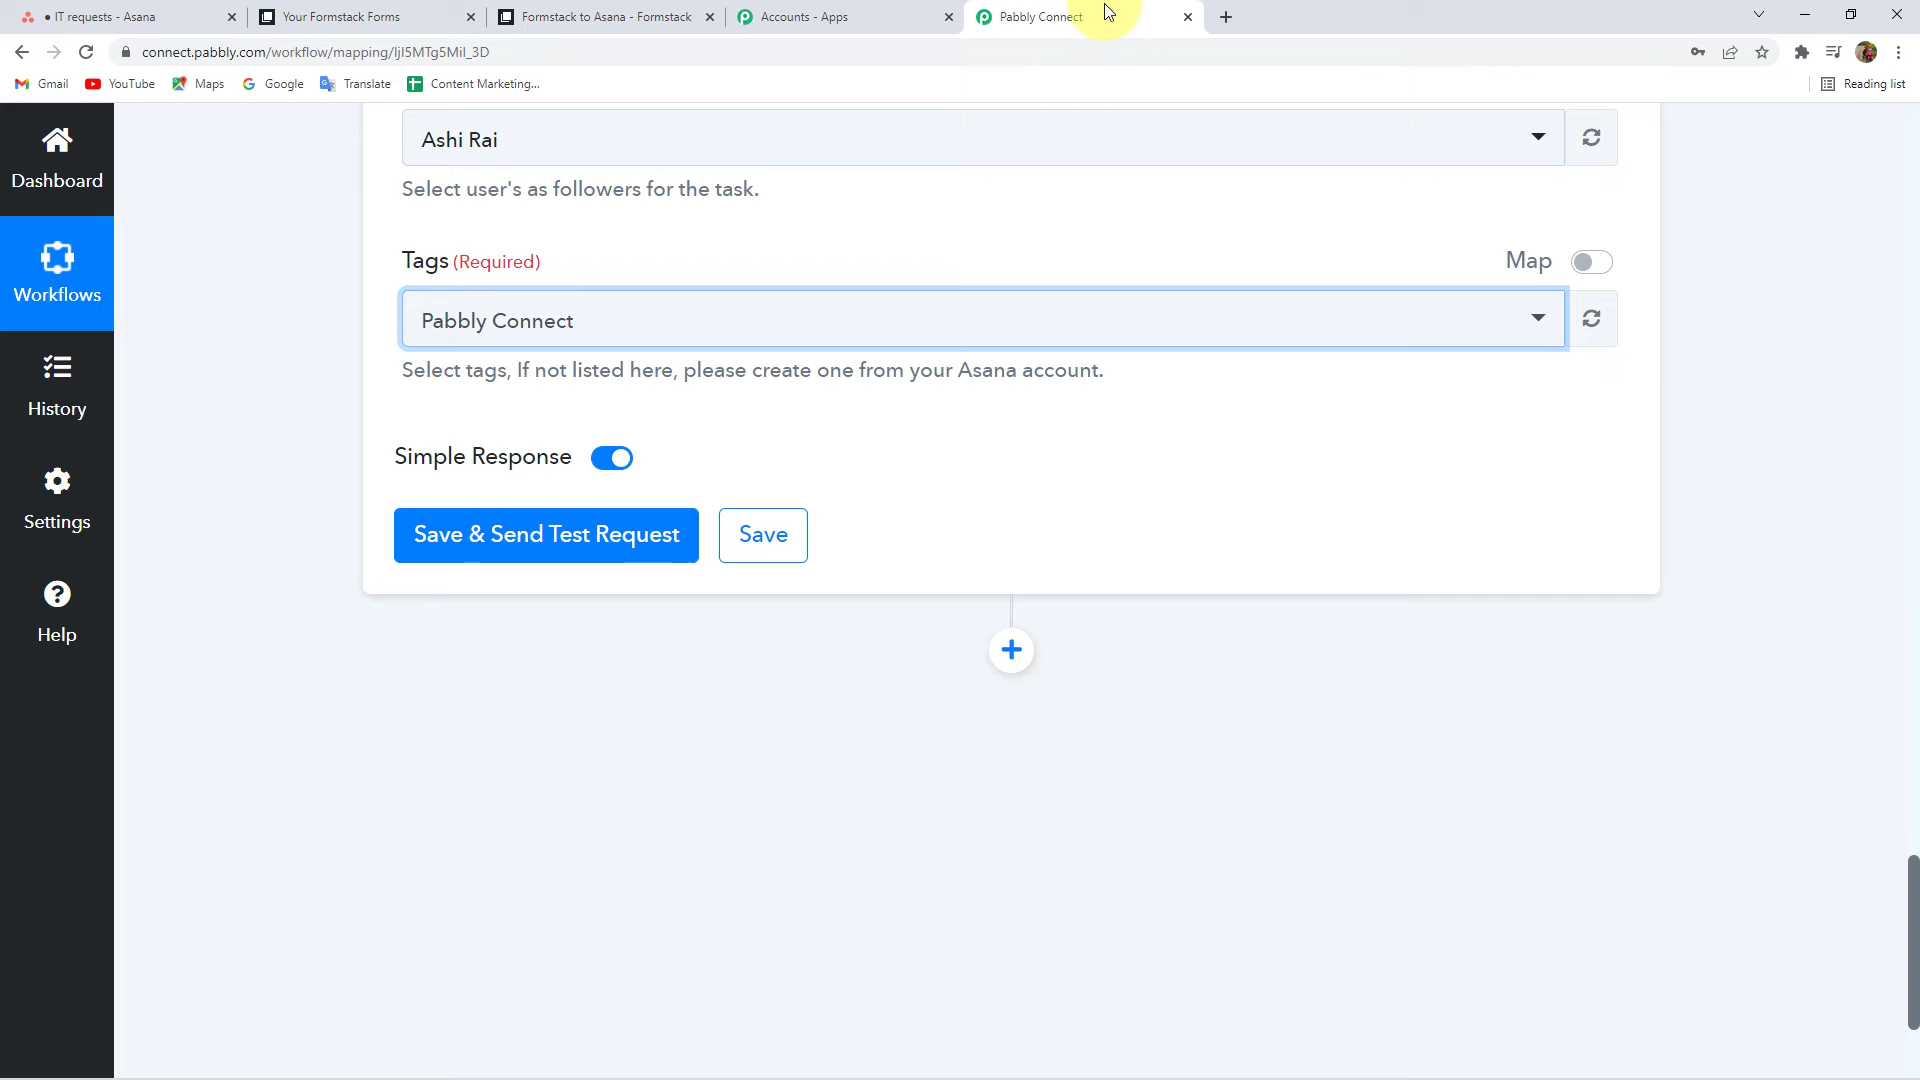 IT requests - Asana
Your Formstack Forms
Formstack to Asana - Formstack
Accounts - Apps
Pabbly Connect
connect.pabbly.com/workflow/mapping/IjI5MTg5MiI_3D
Gmail
YouTube
Maps
Google
Translate
Content Marketing...
Reading list
Dashboard
Workflows
History
Settings
Help
Ashi Rai
Select user's as followers for the task.
Tags (Required)
Map
Pabbly Connect
Select tags, If not listed here, please create one from your Asana account.
Simple Response
Save & Send Test Request
Save